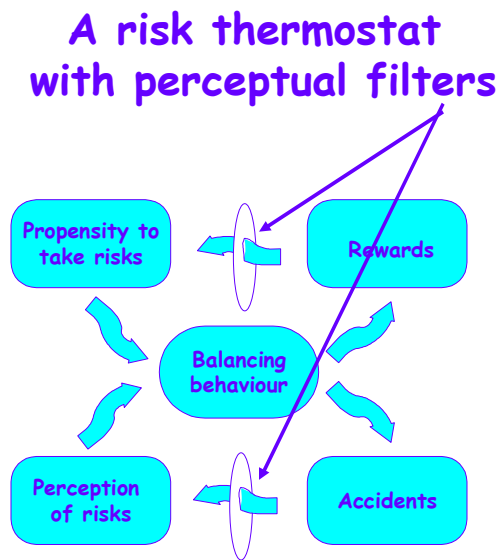 A risk thermostat
with perceptual filters
Propensity to
take risks
Rewards
Balancing
behaviour
Perception
of risks
Accidents